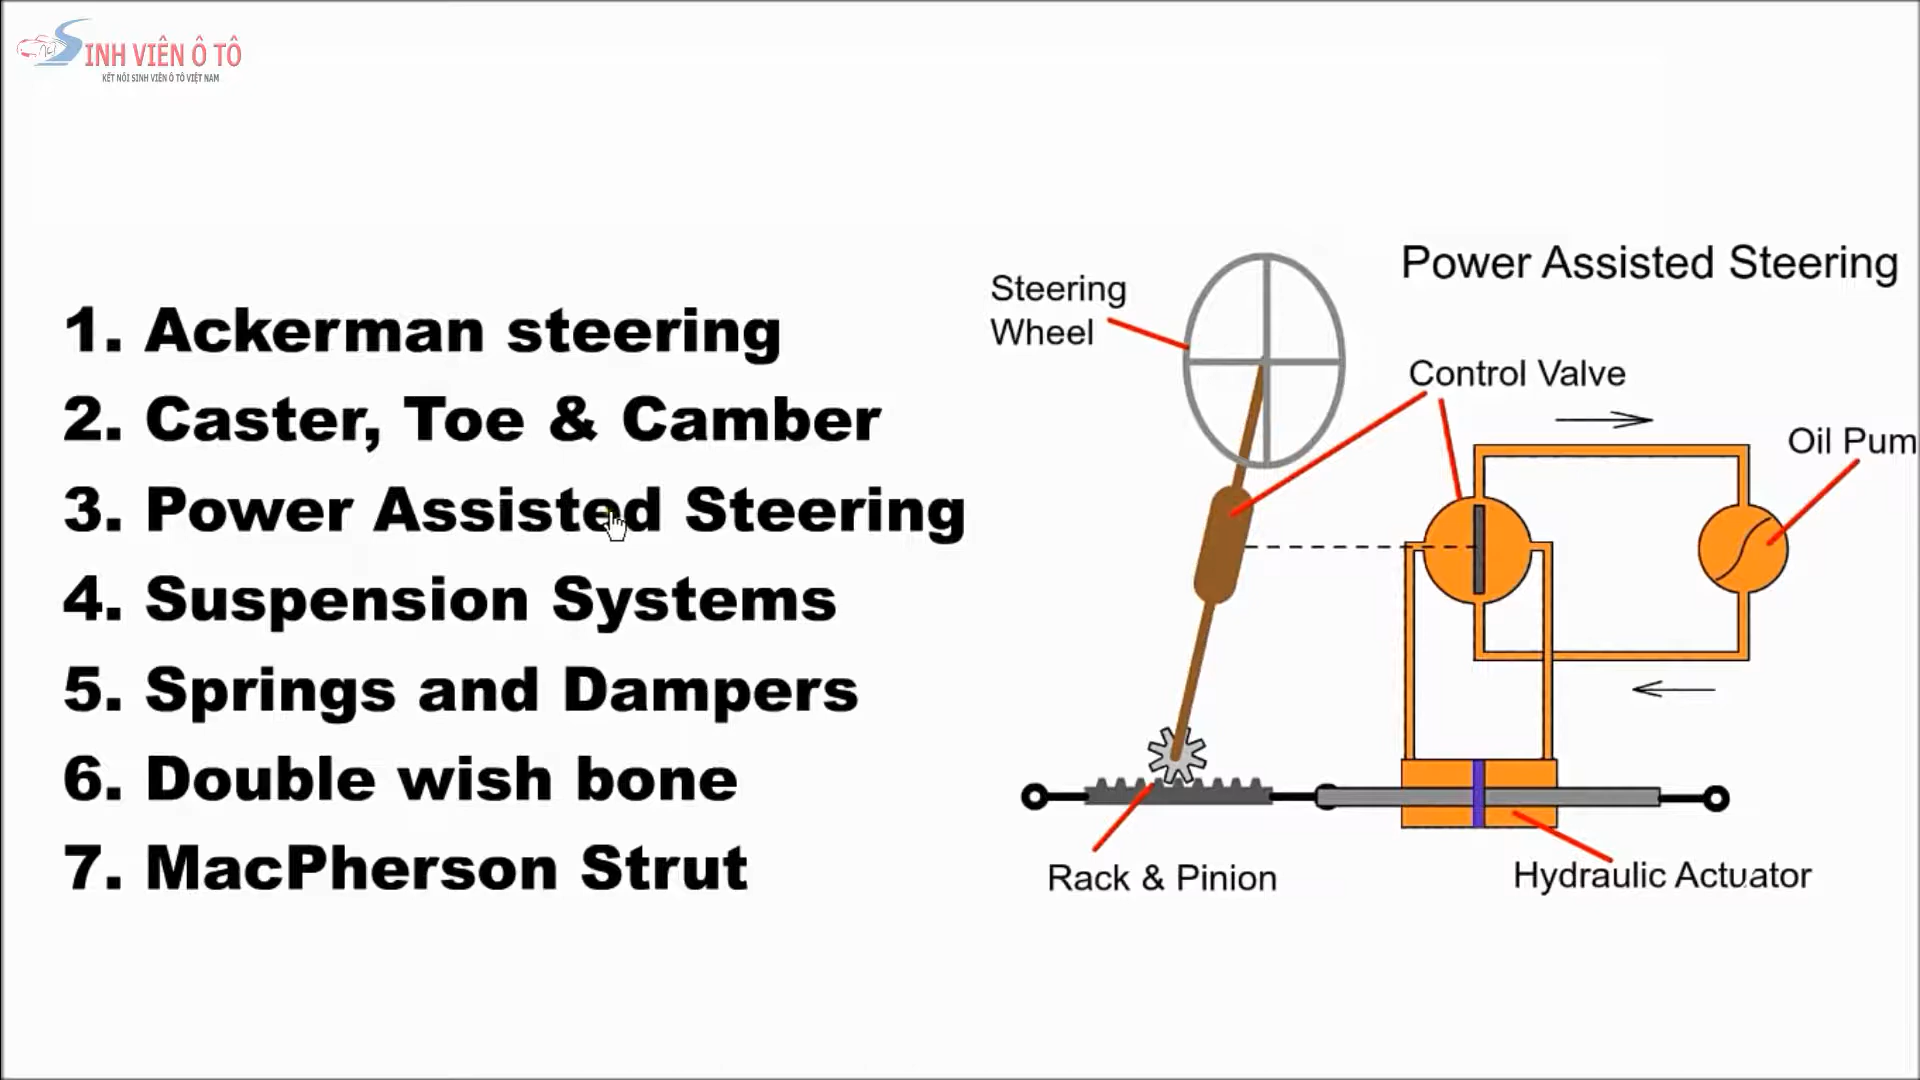 SINH VIÊN Ô TÔ
KẾT NỐI SINH VIÊN Ô TÔ VIỆT NAM
1. Ackerman steering
2. Caster, Toe & Camber
3. Power Assisted Steering
4. Suspension Systems
5. Springs and Dampers
6. Double wish bone
7. MacPherson Strut
Power Assisted Steering
Steering
Wheel
Control Valve
Oil Pum
Rack & Pinion
Hydraulic Actuator